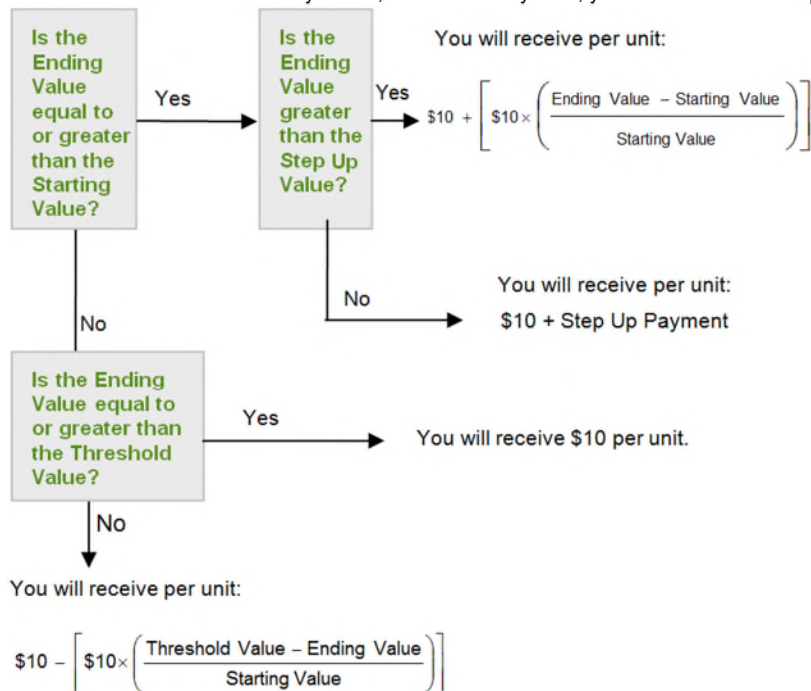 Is the
Ending
Value
equal to
or greater
than the
Starting
Value?
Yes
Is the
Ending
Value
greater
than the
Step Up
Value?
Yes
You will receive per unit:
$10 + [ $10 × ( Ending Value – Starting Value / Starting Value ) ]
No
You will receive per unit:
$10 + Step Up Payment
No
Is the Ending
Value equal to
or greater than
the Threshold
Value?
Yes
You will receive $10 per unit.
No
You will receive per unit:
$10 – [ $10× ( Threshold Value – Ending Value / Starting Value ) ]